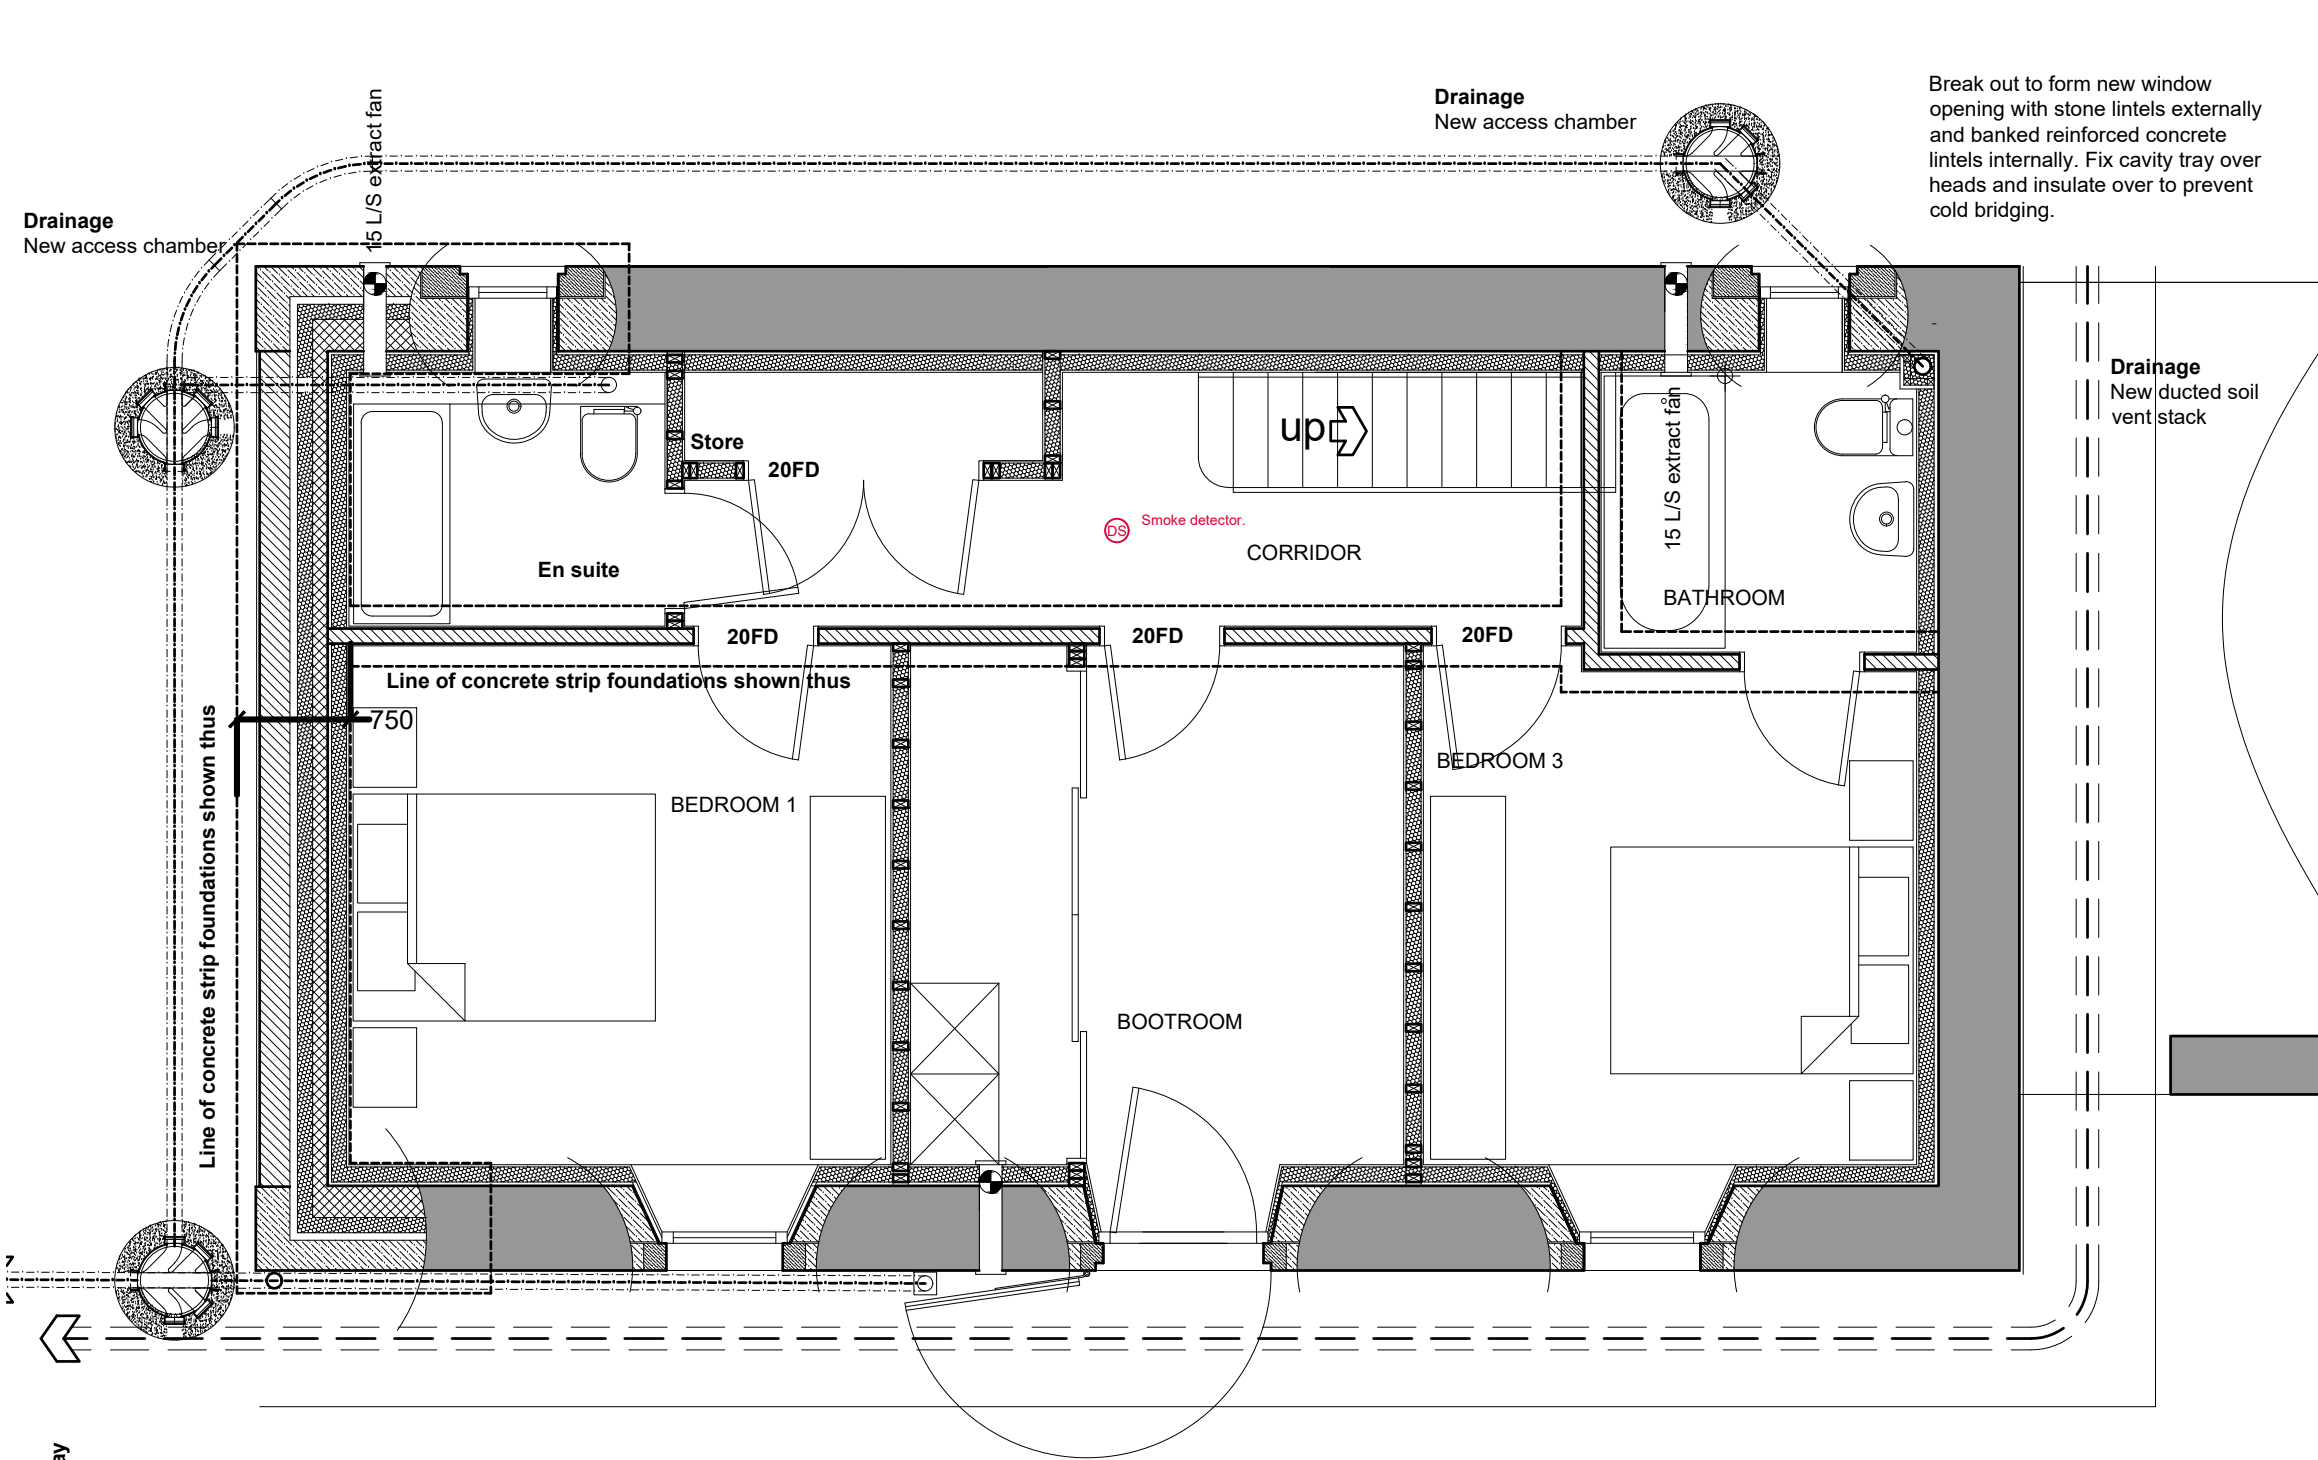 Drainage
New access chamber
Break out to form new window
opening with stone lintels externally
and banked reinforced concrete
lintels internally. Fix cavity tray over
heads and insulate over to prevent
cold bridging.
15 L/S extract fan
Drainage
New access chamber
Drainage
New ducted soil
vent stack
up
Store
20FD
15 L/S extract fan
DS
Smoke detector.
CORRIDOR
En suite
BATHROOM
20FD
20FD
20FD
Line of concrete strip foundations shown thus
750
Line of concrete strip foundations shown thus
BEDROOM 3
BEDROOM 1
BOOTROOM